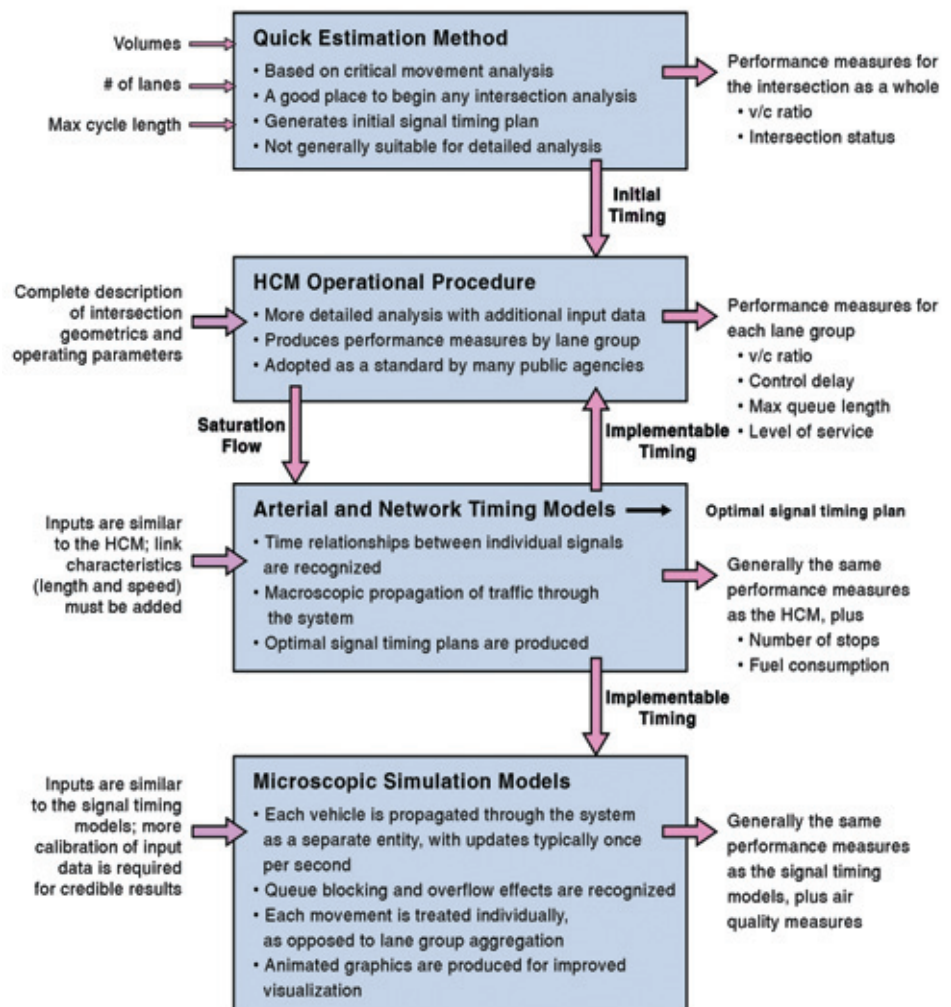 Volumes
# of lanes
Max cycle length
Quick Estimation Method
• Based on critical movement analysis
• A good place to begin any intersection analysis
• Generates initial signal timing plan
• Not generally suitable for detailed analysis
Performance measures for
the intersection as a whole
• v/c ratio
• Intersection status
Initial
Timing
Complete description
of intersection
geometrics and
operating parameters
HCM Operational Procedure
• More detailed analysis with additional input data
• Produces performance measures by lane group
• Adopted as a standard by many public agencies
Performance measures for
each lane group
• v/c ratio
• Control delay
• Max queue length
• Level of service
Saturation
Flow
Implementable
Timing
Inputs are similar
to the HCM; link
characteristics
(length and speed)
must be added
Arterial and Network Timing Models
• Time relationships between individual signals
are recognized
• Macroscopic propagation of traffic through
the system
• Optimal signal timing plans are produced
Optimal signal timing plan
Generally the same
performance measures
as the HCM, plus
• Number of stops
• Fuel consumption
Implementable
Timing
Inputs are similar
to the signal timing
models; more
calibration of input
data is required
for credible results
Microscopic Simulation Models
• Each vehicle is propagated through the system
as a separate entity, with updates typically once
per second
• Queue blocking and overflow effects are recognized
• Each movement is treated individually,
as opposed to lane group aggregation
• Animated graphics are produced for improved
visualization
Generally the same
performance measures
as the signal timing
models, plus air
quality measures